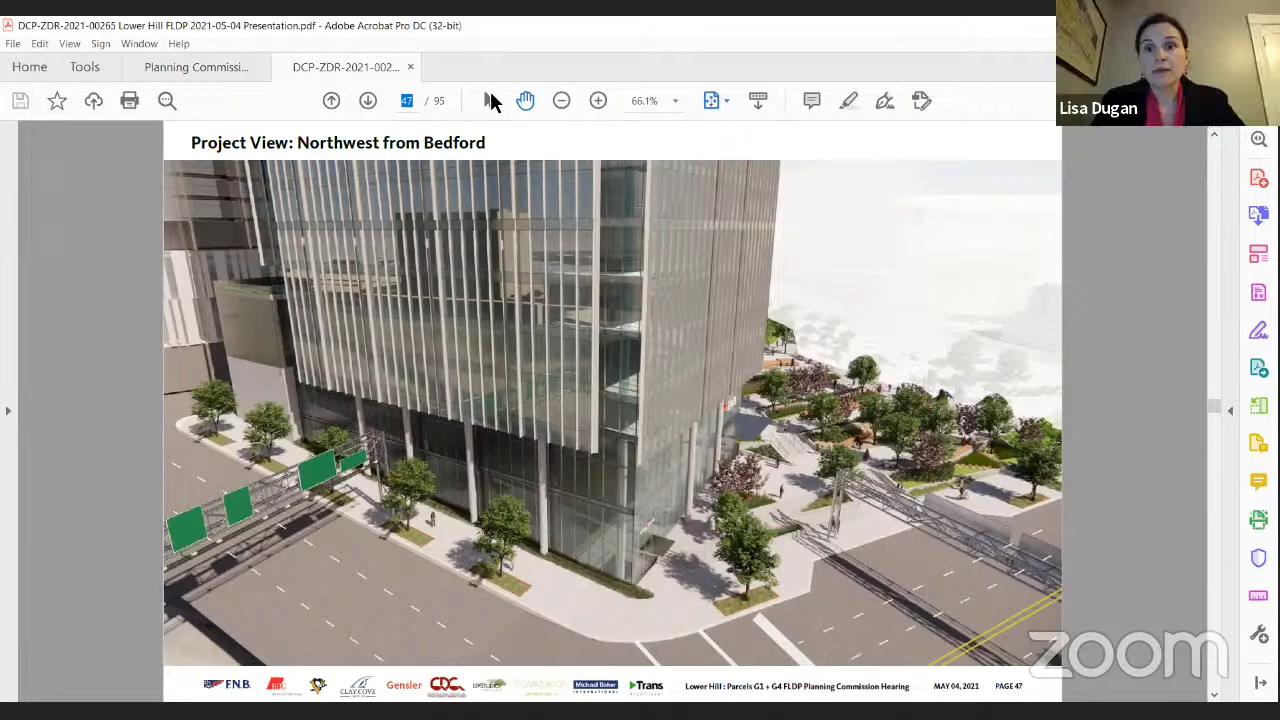 DCP-ZDR-2021-00265 Lower Hill FLDP 2021-05-04 Presentation.pdf - Adobe Acrobat Pro DC (32-bit)
File Edit View Sign Window Help
Home Tools Planning Commissi... DCP-ZDR-2021-002... ×
47 / 95 66.1%
Lisa Dugan
Project View: Northwest from Bedford
zoom
F.N.B. CLAY COVE Gensler CDC Michael Baker INTERNATIONAL Trans Lower Hill : Parcels G1 + G4 FLDP Planning Commission Hearing MAY 04, 2021 PAGE 47